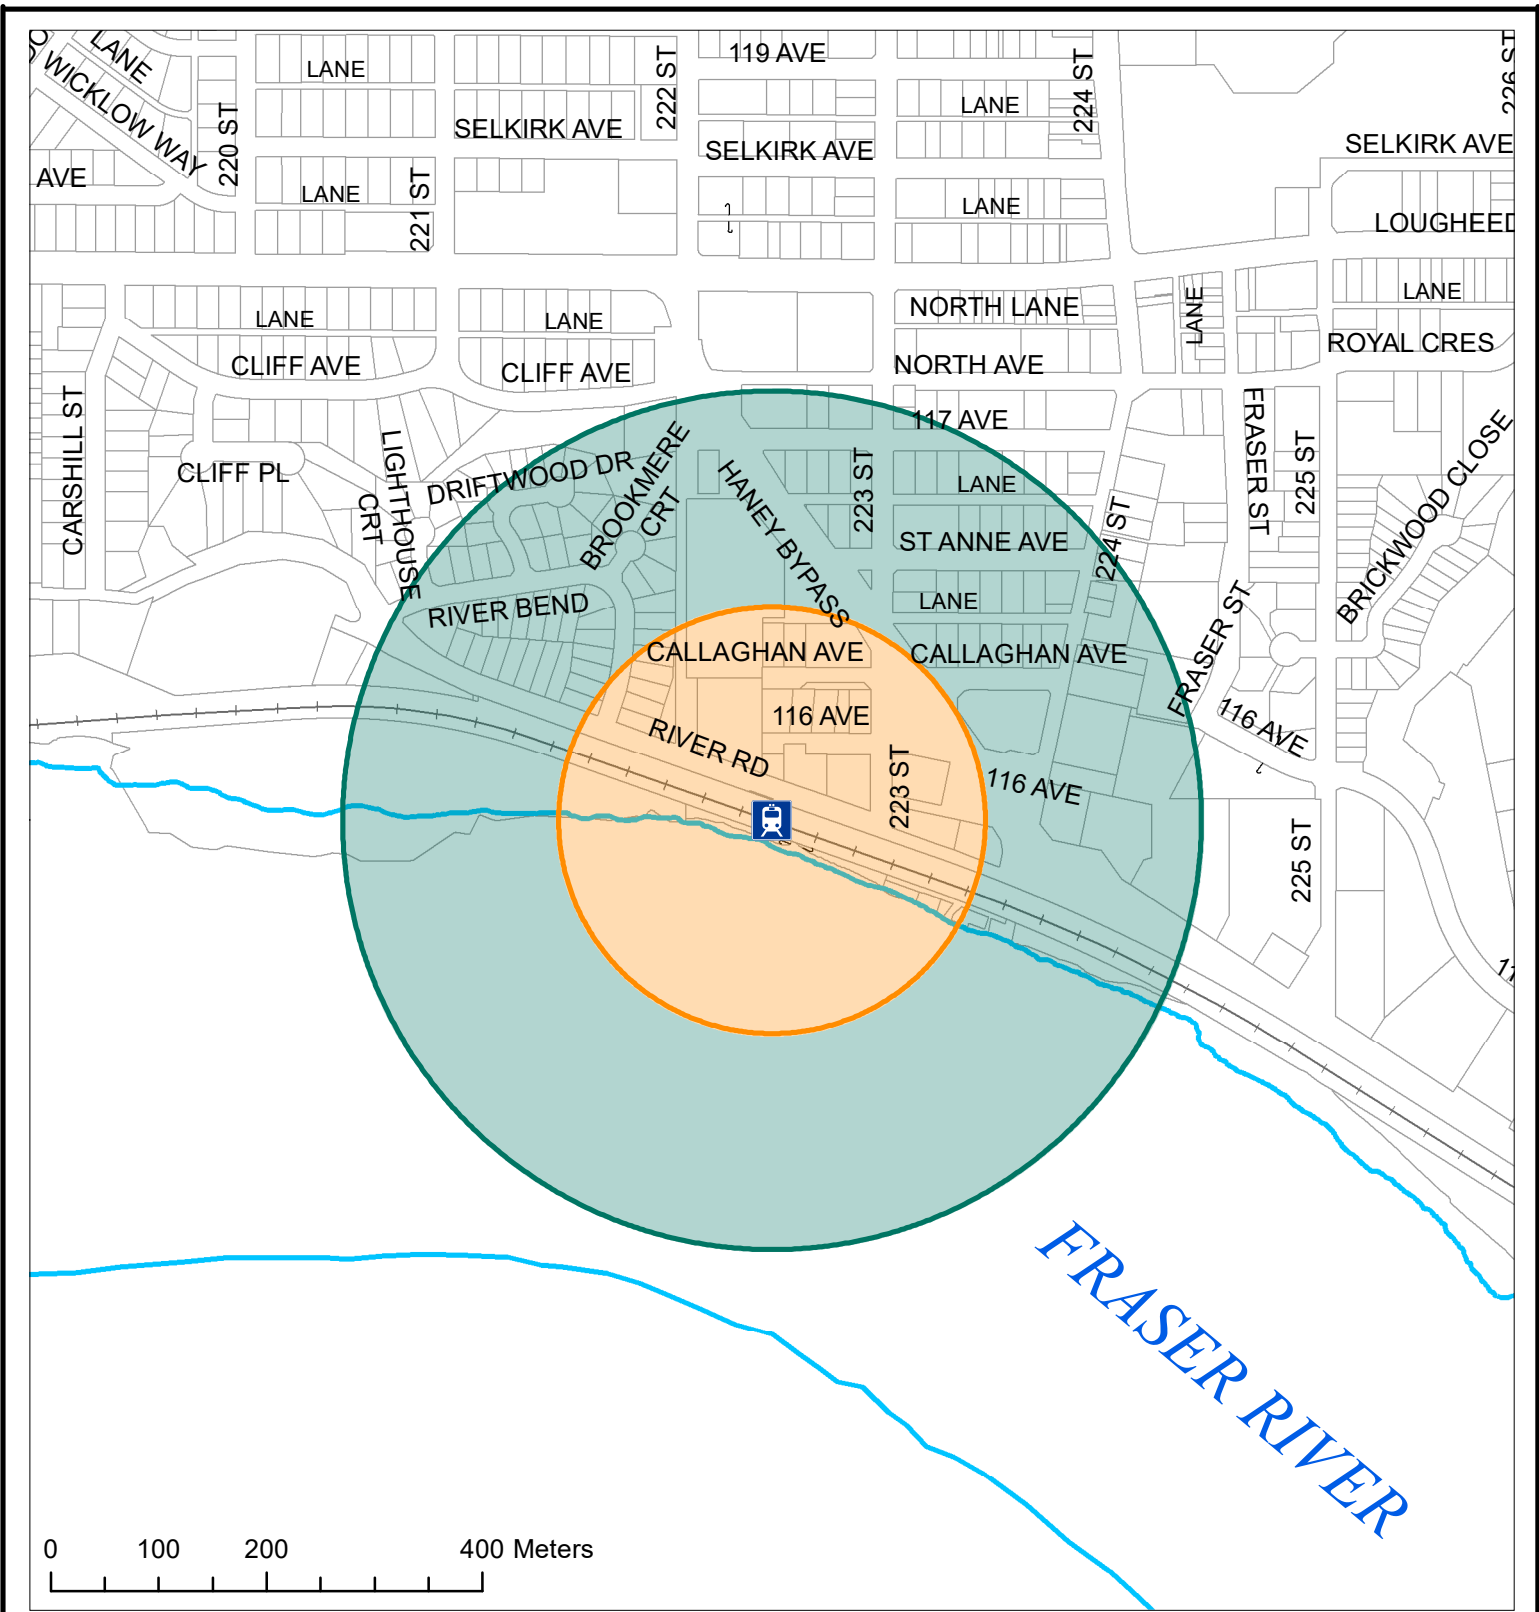 119 AVE
LANE
WICKLOW WAY
220 ST
LANE
222 ST
224 ST
226 ST
SELKIRK AVE
LANE
SELKIRK AVE
SELKIRK AVE
AVE
LANE
221 ST
LANE
LOUGHEED
LANE
LANE
NORTH LANE
LANE
LANE
CLIFF AVE
CLIFF AVE
NORTH AVE
ROYAL CRES
CARSHILL ST
117 AVE
FRASER ST
225 ST
BRICKWOOD CLOSE
CLIFF PL
LIGHTHOUSE
CRT
DRIFTWOOD DR
BROOKMERE
CRT
HANEY BYPASS
223 ST
LANE
ST ANNE AVE
224 ST
RIVER BEND
LANE
CALLAGHAN AVE
CALLAGHAN AVE
FRASER ST
116 AVE
116 AVE
RIVER RD
223 ST
116 AVE
225 ST
FRASER RIVER
0 100 200 400 Meters